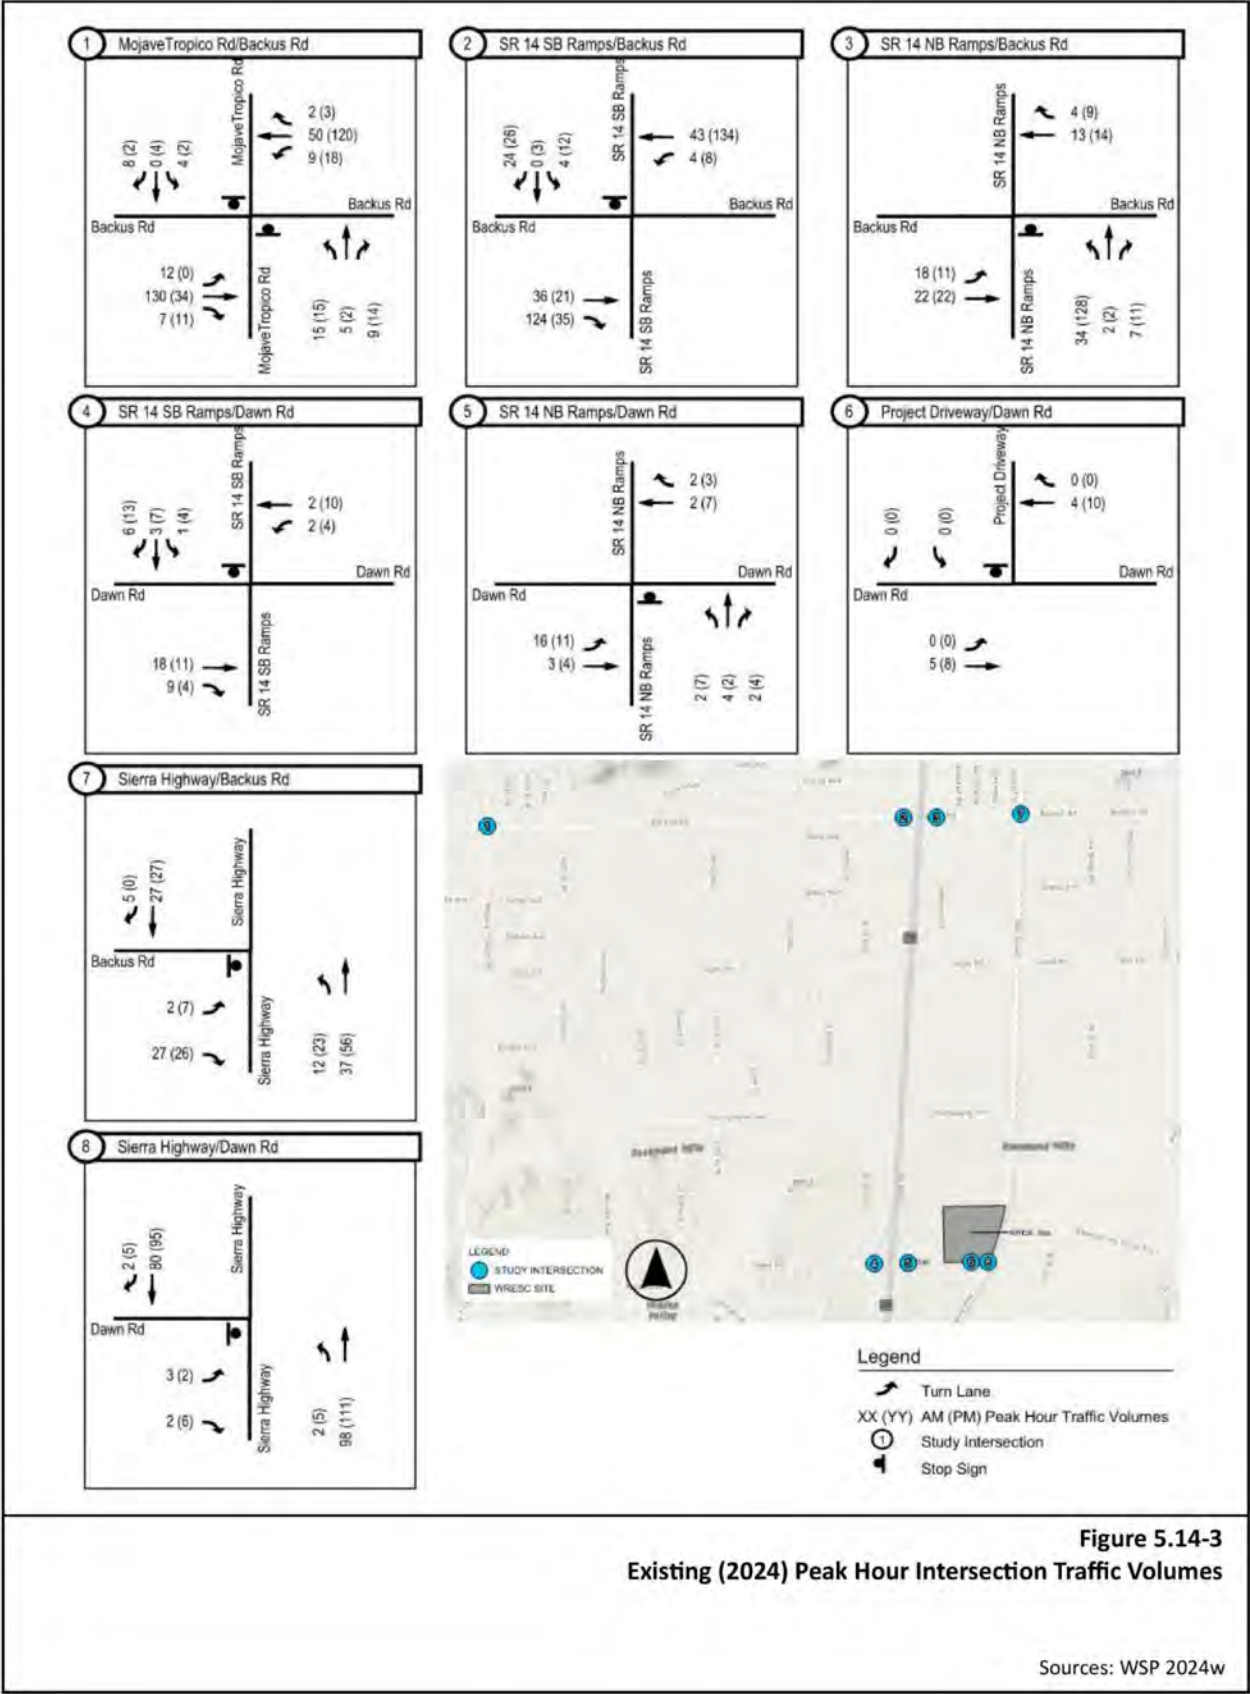 1 MojaveTropico Rd/Backus Rd
MojaveTropico Rd
8 (2)
0 (4)
4 (2)
2 (3)
50 (120)
9 (18)
Backus Rd
Backus Rd
12 (0)
130 (34)
7 (11)
MojaveTropico Rd
15 (15)
5 (2)
9 (14)
2 SR 14 SB Ramps/Backus Rd
SR 14 SB Ramps
24 (26)
0 (3)
4 (12)
43 (134)
4 (8)
Backus Rd
Backus Rd
36 (21)
124 (35)
SR 14 SB Ramps
3 SR 14 NB Ramps/Backus Rd
SR 14 NB Ramps
4 (9)
13 (14)
Backus Rd
Backus Rd
18 (11)
22 (22)
SR 14 NB Ramps
34 (128)
2 (2)
7 (11)
4 SR 14 SB Ramps/Dawn Rd
SR 14 SB Ramps
6 (13)
3 (7)
1 (4)
2 (10)
2 (4)
Dawn Rd
Dawn Rd
18 (11)
9 (4)
SR 14 SB Ramps
5 SR 14 NB Ramps/Dawn Rd
SR 14 NB Ramps
2 (3)
2 (7)
Dawn Rd
Dawn Rd
16 (11)
3 (4)
SR 14 NB Ramps
2 (7)
4 (2)
2 (4)
6 Project Driveway/Dawn Rd
Project Driveway
0 (0)
0 (0)
0 (0)
4 (10)
Dawn Rd
Dawn Rd
0 (0)
5 (8)
7 Sierra Highway/Backus Rd
Sierra Highway
5 (0)
27 (27)
Backus Rd
2 (7)
27 (26)
Sierra Highway
12 (23)
37 (56)
8 Sierra Highway/Dawn Rd
Sierra Highway
2 (5)
80 (95)
Dawn Rd
3 (2)
2 (6)
Sierra Highway
2 (5)
98 (111)
Rosamond Hills
LEGEND
STUDY INTERSECTION
WRESC SITE
4
Legend
Turn Lane
XX (YY) AM (PM) Peak Hour Traffic Volumes
1 Study Intersection
Stop Sign
Figure 5.14-3
Existing (2024) Peak Hour Intersection Traffic Volumes
Sources: WSP 2024w